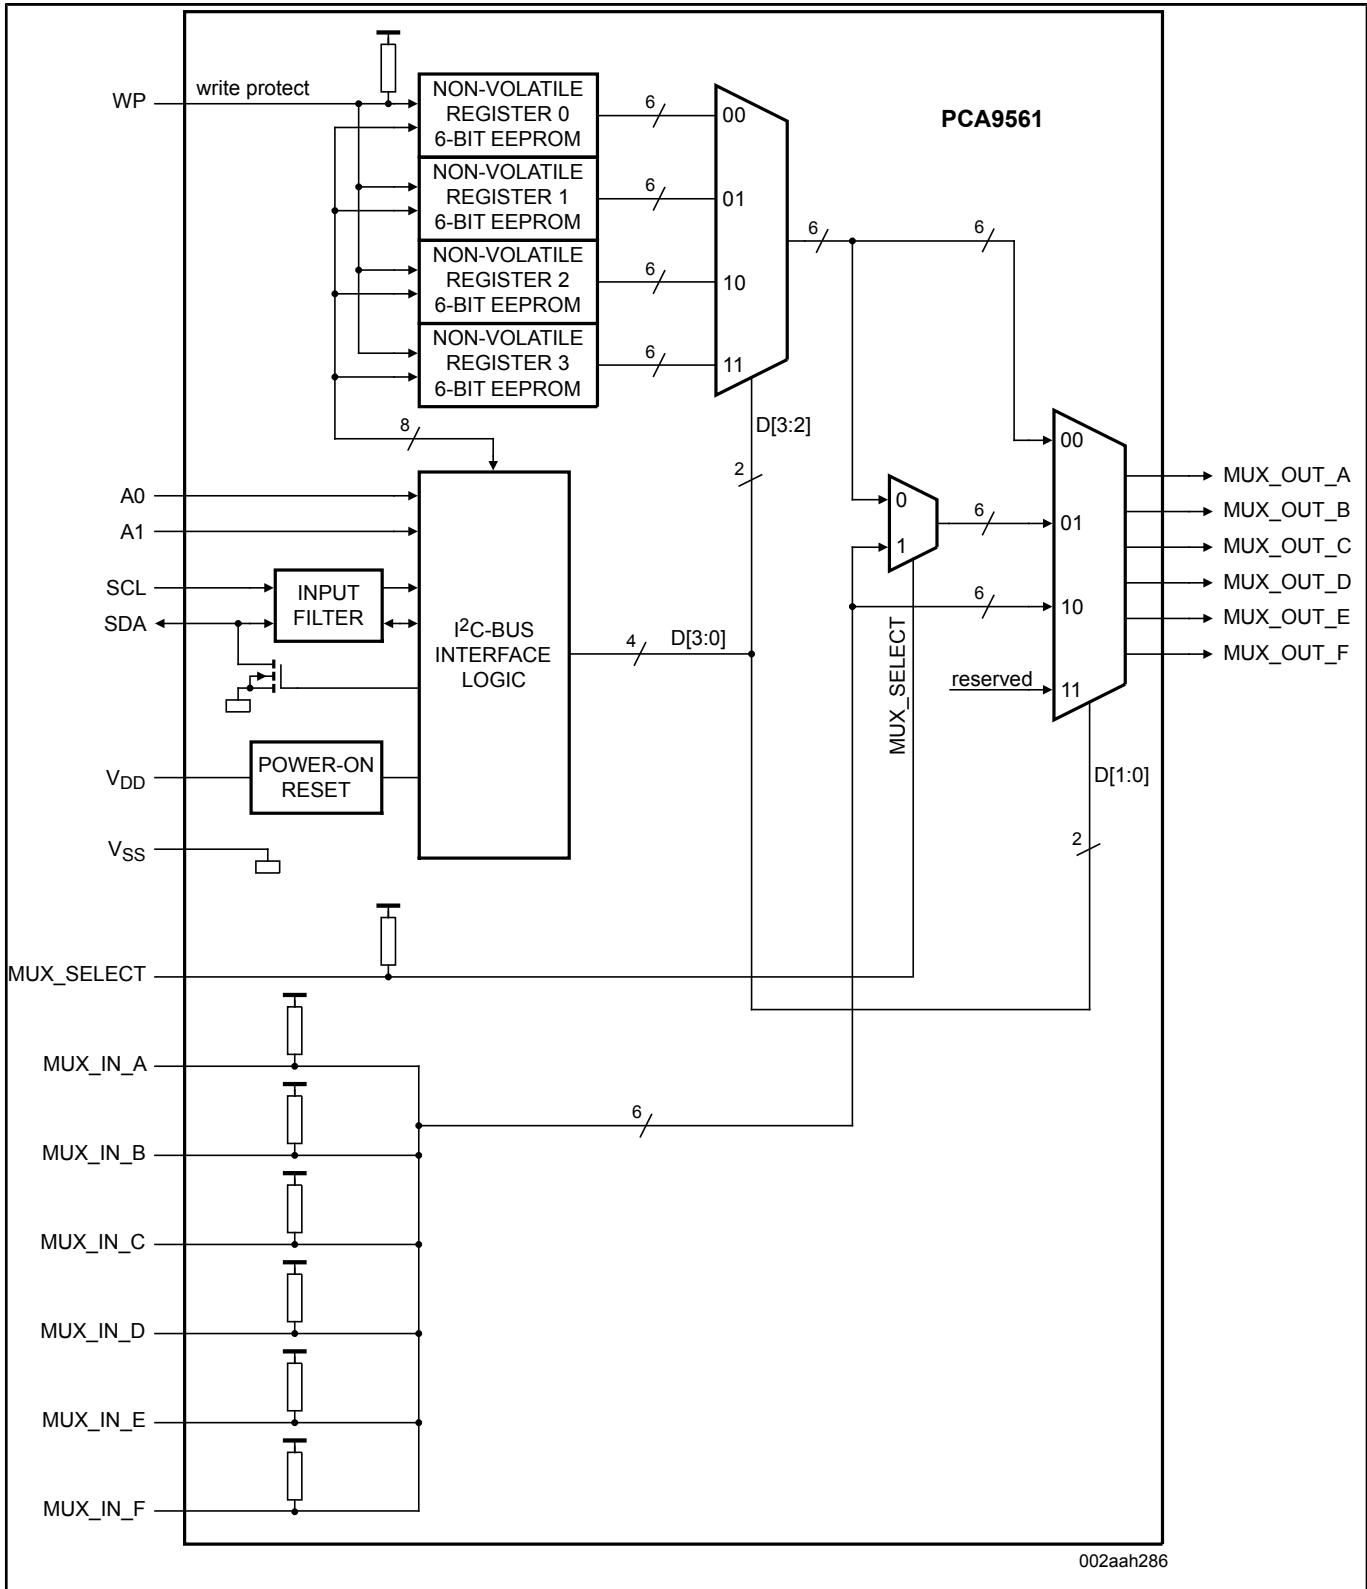 PCA9561
WP
write protect
NON-VOLATILE
REGISTER 0
6-BIT EEPROM
6
00
NON-VOLATILE
REGISTER 1
6-BIT EEPROM
6
01
NON-VOLATILE
REGISTER 2
6-BIT EEPROM
6
10
NON-VOLATILE
REGISTER 3
6-BIT EEPROM
6
11
6
6
8
D[3:2]
2
A0
A1
SCL
SDA
INPUT
FILTER
I2C-BUS
INTERFACE
LOGIC
4
D[3:0]
0
1
6
MUX_SELECT
00
01
6
10
reserved
11
MUX_OUT_A
MUX_OUT_B
MUX_OUT_C
MUX_OUT_D
MUX_OUT_E
MUX_OUT_F
VDD
POWER-ON
RESET
D[1:0]
2
VSS
MUX_SELECT
MUX_IN_A
6
MUX_IN_B
MUX_IN_C
MUX_IN_D
MUX_IN_E
MUX_IN_F
002aah286